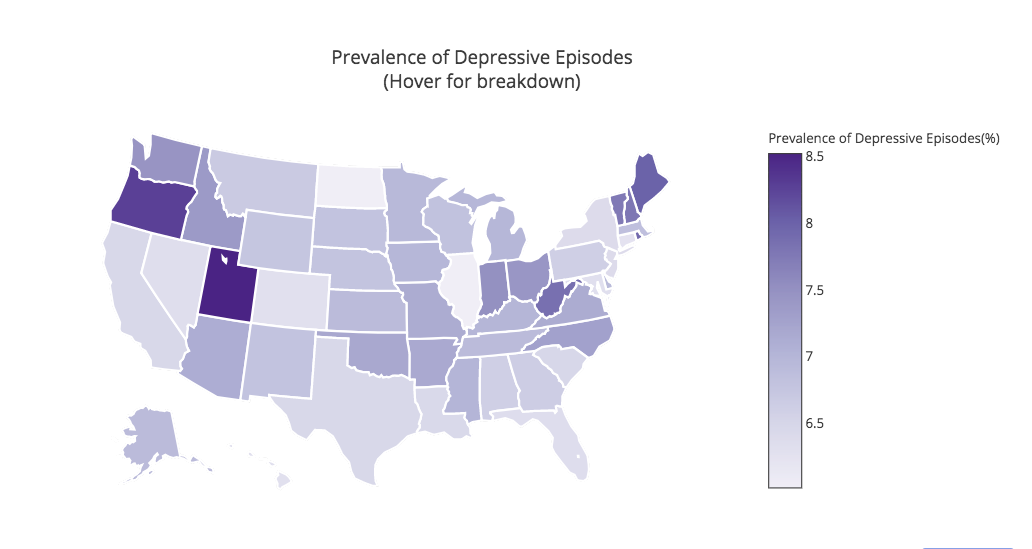 Prevalence of Depressive Episodes
(Hover for breakdown)
Prevalence of Depressive Episodes(%)
8.5
8
7.5
7
6.5